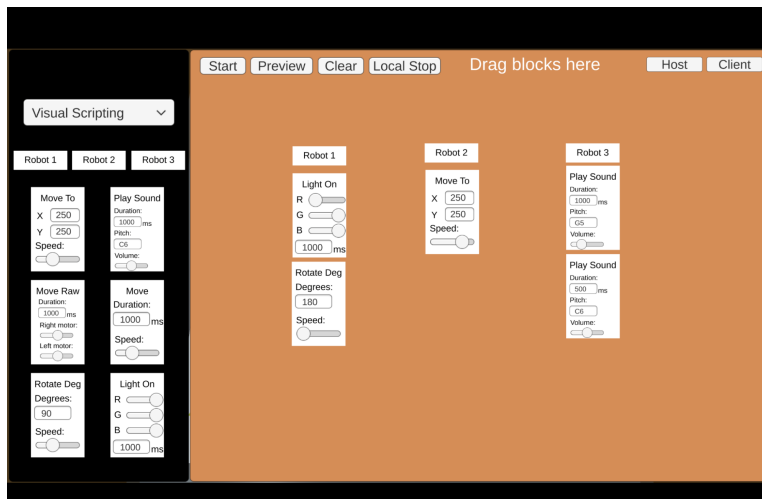 Start Preview Clear Local Stop Drag blocks here Host Client
Visual Scripting
Robot 1 Robot 2 Robot 3
Move To
X 250
Y 250
Speed:
Play Sound
Duration:
1000 ms
Pitch:
C6
Volume:
Move Raw
Duration:
1000 ms
Right motor:
Left motor:
Move
Duration:
1000 ms
Speed:
Rotate Deg
Degrees:
90
Speed:
Light On
R
G
B
1000 ms
Robot 1
Light On
R
G
B
1000 ms
Rotate Deg
Degrees:
180
Speed:
Robot 2
Move To
X 250
Y 250
Speed:
Robot 3
Play Sound
Duration:
1000 ms
Pitch:
G5
Volume:
Play Sound
Duration:
500 ms
Pitch:
C6
Volume: